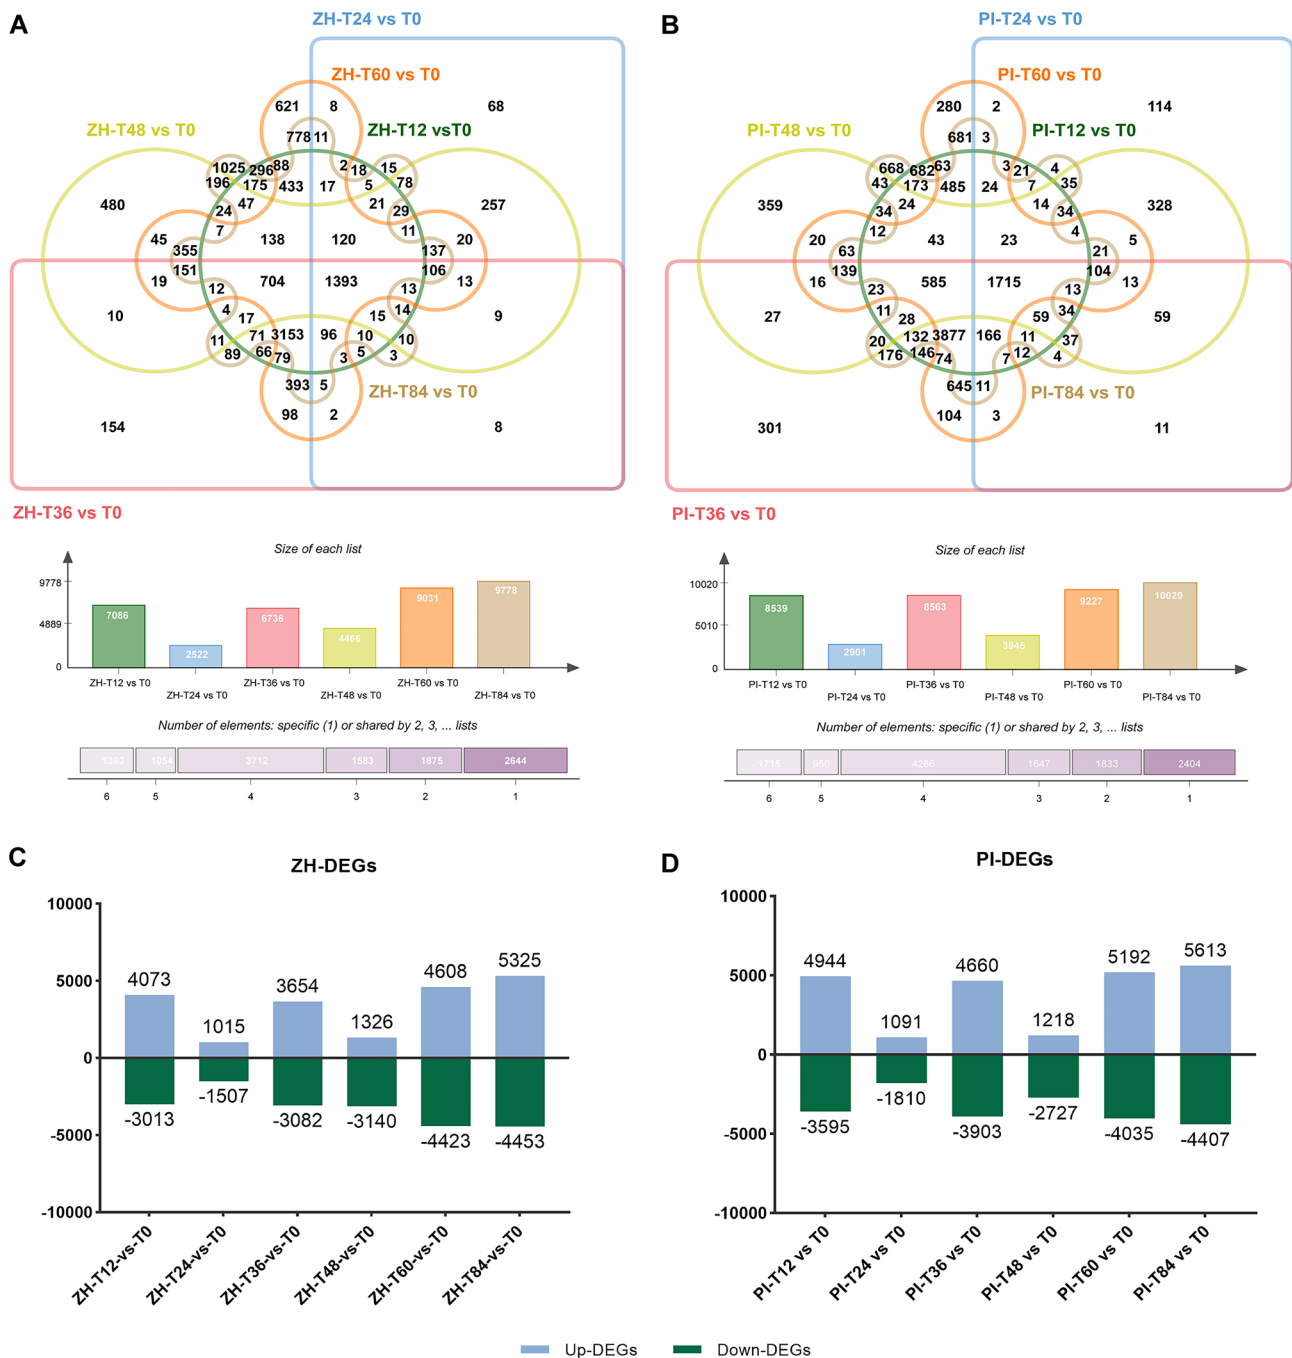 A
ZH-T24 vs T0
ZH-T60 vs T0
ZH-T48 vs T0
ZH-T12 vsT0
621 8 68
778 11
1025 296 88 2 18 15
196 175 433 17 5 78
480 24 47 21 29 257
7 138 120 11
45 355 137 20
19 151 704 1393 106 13
12 13
10 4 17 15 14 9
11 71 3153 96 10 10
89 66 79 3 5 3
393 5
ZH-T84 vs T0
98 2
154 8
ZH-T36 vs T0
Size of each list
9778
4889
0
7086
2522
6736
4466
9031
9778
ZH-T12 vs T0
ZH-T24 vs T0
ZH-T36 vs T0
ZH-T48 vs T0
ZH-T60 vs T0
ZH-T84 vs T0
Number of elements: specific (1) or shared by 2, 3, ... lists
1393 1054 3712 1583 1875 2644
6 5 4 3 2 1
B
PI-T24 vs T0
PI-T60 vs T0
PI-T48 vs T0
PI-T12 vs T0
280 2 114
681 3
668 682 63 3 21 4
43 173 485 24 7 35
359 34 24 14 34 328
12 43 23 4
20 63 21 5
16 139 585 1715 104 13
23 13
27 11 28 59 34 59
20 132 3877 166 11 37
176 146 74 7 12 4
645 11
PI-T84 vs T0
104 3
301 11
PI-T36 vs T0
Size of each list
10020
5010
0
8539
2901
8563
3945
9227
10020
PI-T12 vs T0
PI-T24 vs T0
PI-T36 vs T0
PI-T48 vs T0
PI-T60 vs T0
PI-T84 vs T0
Number of elements: specific (1) or shared by 2, 3, ... lists
1715 950 4286 1647 1833 2404
6 5 4 3 2 1
C
ZH-DEGs
10000
5000
0
-5000
-10000
4073 1015 3654 1326 4608 5325
-3013 -1507 -3082 -3140 -4423 -4453
ZH-T12-vs-T0
ZH-T24-vs-T0
ZH-T36-vs-T0
ZH-T48-vs-T0
ZH-T60-vs-T0
ZH-T84-vs-T0
D
PI-DEGs
10000
5000
0
-5000
-10000
4944 1091 4660 1218 5192 5613
-3595 -1810 -3903 -2727 -4035 -4407
PI-T12 vs T0
PI-T24 vs T0
PI-T36 vs T0
PI-T48 vs T0
PI-T60 vs T0
PI-T84 vs T0
Up-DEGs
Down-DEGs